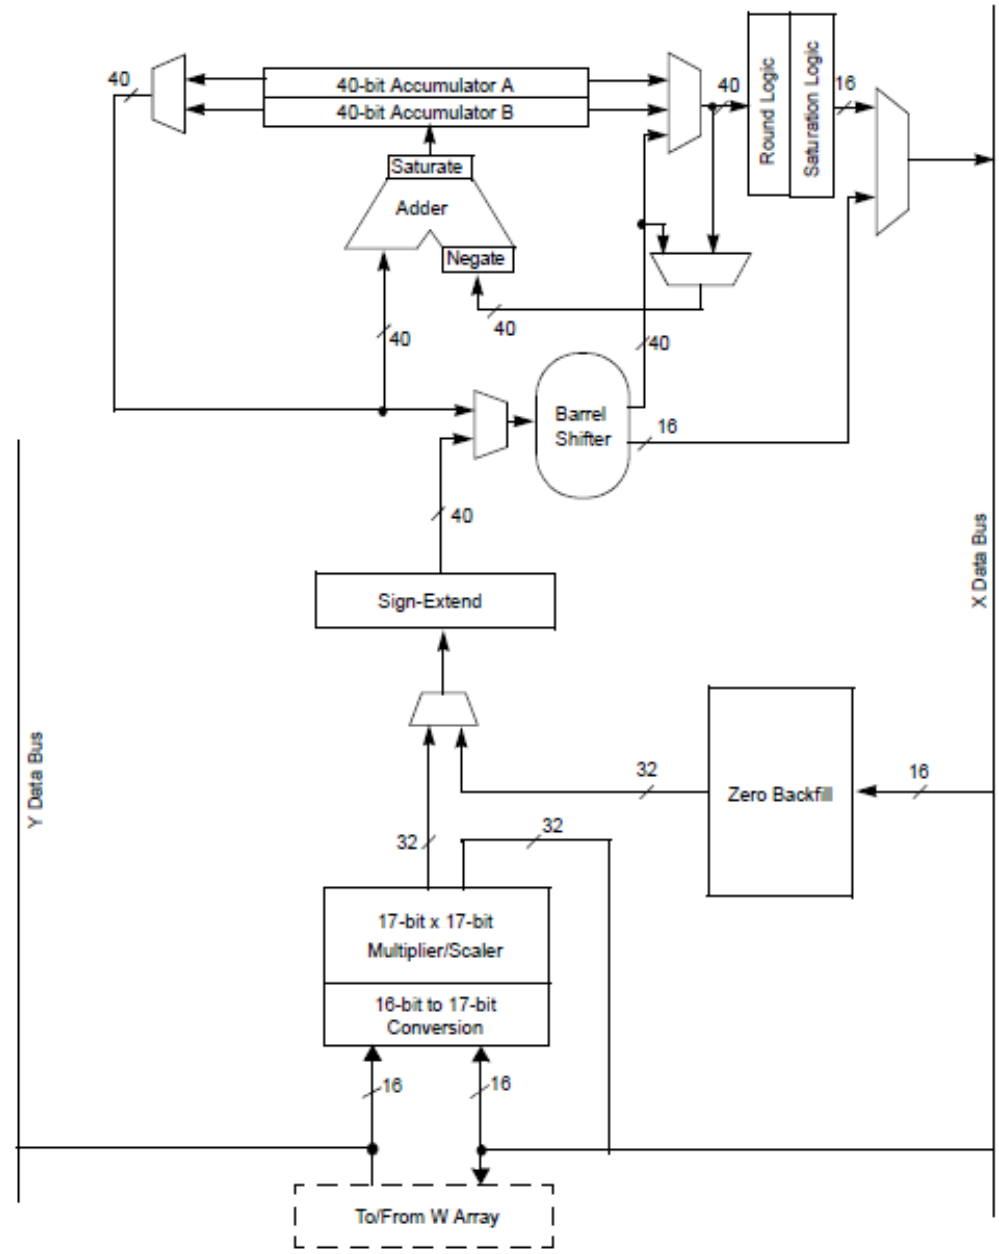 40
40-bit Accumulator A
40-bit Accumulator B
40
Round Logic
Saturation Logic
16
Saturate
Adder
Negate
40
40
40
Barrel
Shifter
16
40
Sign-Extend
X Data Bus
Y Data Bus
32
Zero Backfill
16
32
32
17-bit x 17-bit
Multiplier/Scaler
16-bit to 17-bit
Conversion
16
16
To/From W Array